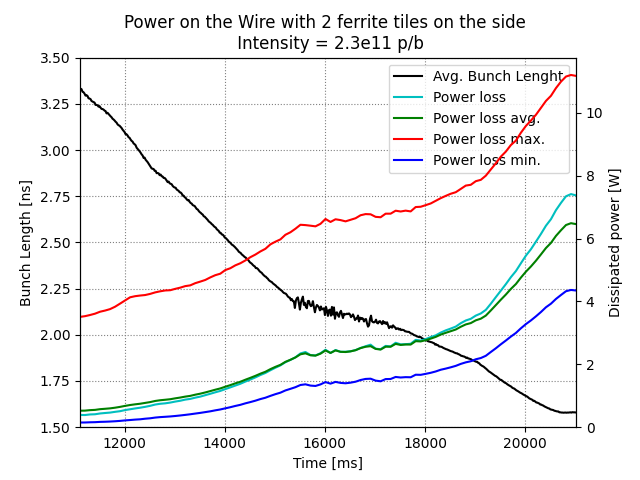 Power on the Wire with 2 ferrite tiles on the side
Intensity = 2.3e11 p/b
Avg. Bunch Lenght
Power loss
Power loss avg.
Power loss max.
Power loss min.
Bunch Length [ns]
3.50
3.25
3.00
2.75
2.50
2.25
2.00
1.75
1.50
Dissipated power [W]
10
8
6
4
2
0
12000
14000
16000
18000
20000
Time [ms]